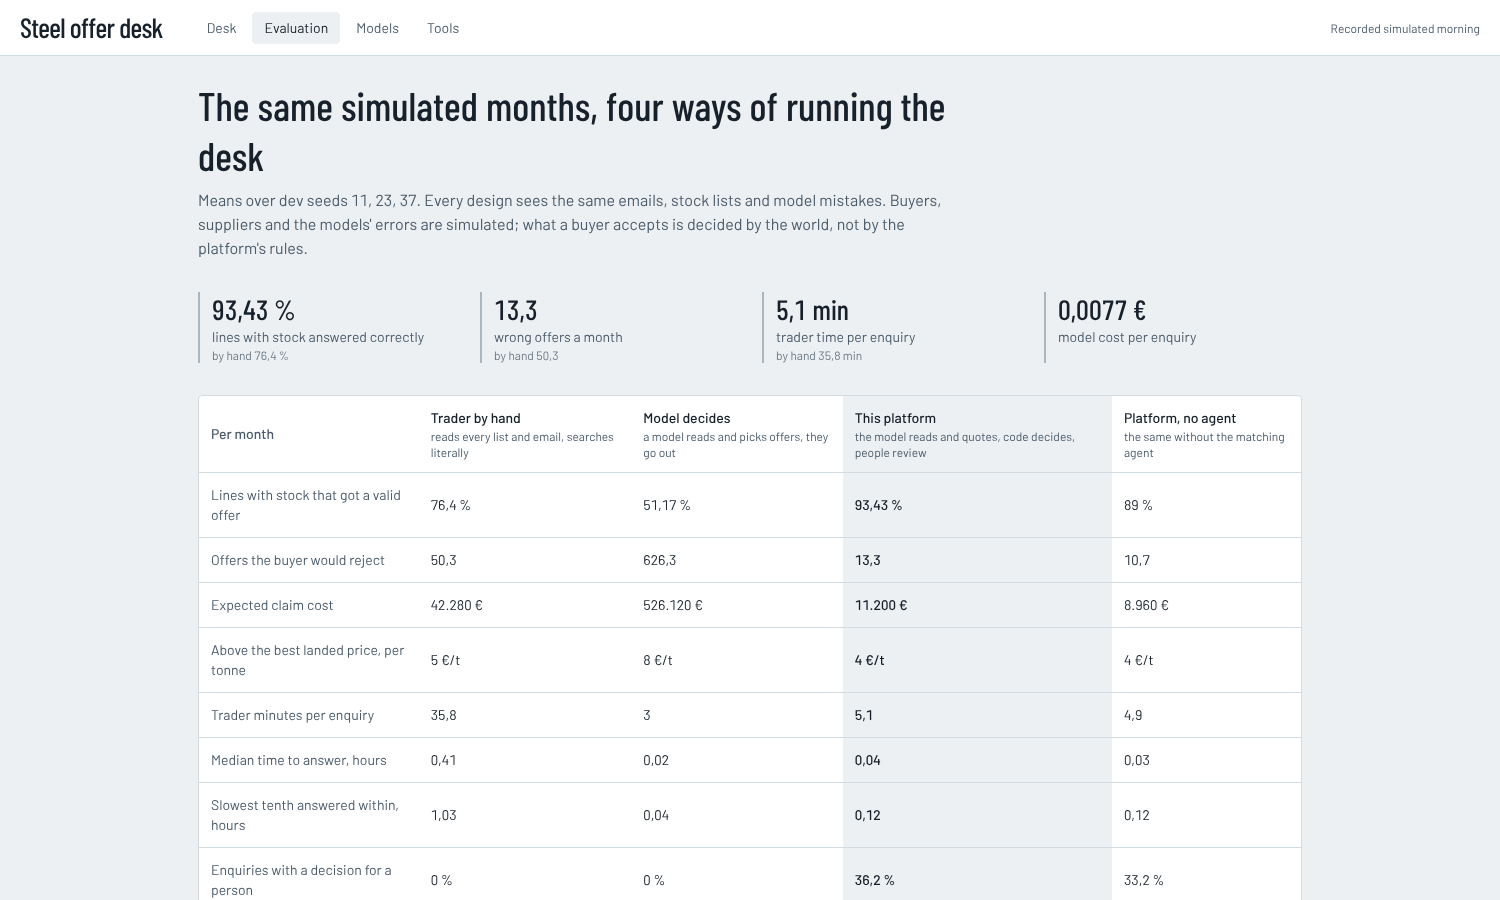 Steel offer desk
Desk
Evaluation
Models
Tools
Recorded simulated morning
The same simulated months, four ways of running the
desk
Means over dev seeds 11, 23, 37. Every design sees the same emails, stock lists and model mistakes. Buyers,
suppliers and the models' errors are simulated; what a buyer accepts is decided by the world, not by the
platform's rules.
93,43 %
lines with stock answered correctly
by hand 76,4 %
13,3
wrong offers a month
by hand 50,3
5,1 min
trader time per enquiry
by hand 35,8 min
0,0077 €
model cost per enquiry
Per month
Trader by hand
reads every list and email, searches
literally
Model decides
a model reads and picks offers, they
go out
This platform
the model reads and quotes, code decides,
people review
Platform, no agent
the same without the matching
agent
Lines with stock that got a valid
offer
76,4 %
51,17 %
93,43 %
89 %
Offers the buyer would reject
50,3
626,3
13,3
10,7
Expected claim cost
42.280 €
526.120 €
11.200 €
8.960 €
Above the best landed price, per
tonne
5 €/t
8 €/t
4 €/t
4 €/t
Trader minutes per enquiry
35,8
3
5,1
4,9
Median time to answer, hours
0,41
0,02
0,04
0,03
Slowest tenth answered within,
hours
1,03
0,04
0,12
0,12
Enquiries with a decision for a
person
0 %
0 %
36,2 %
33,2 %